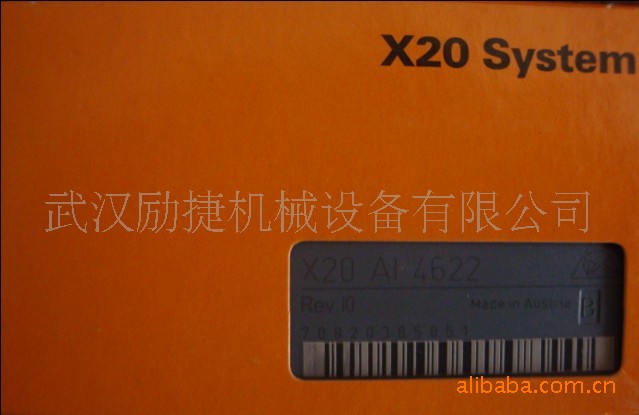 X20 System
武汉励捷机械设备有限公司
X20 AI 4622
Rev. I0
Made in Austria
B
70820385851
alibaba.com.cn